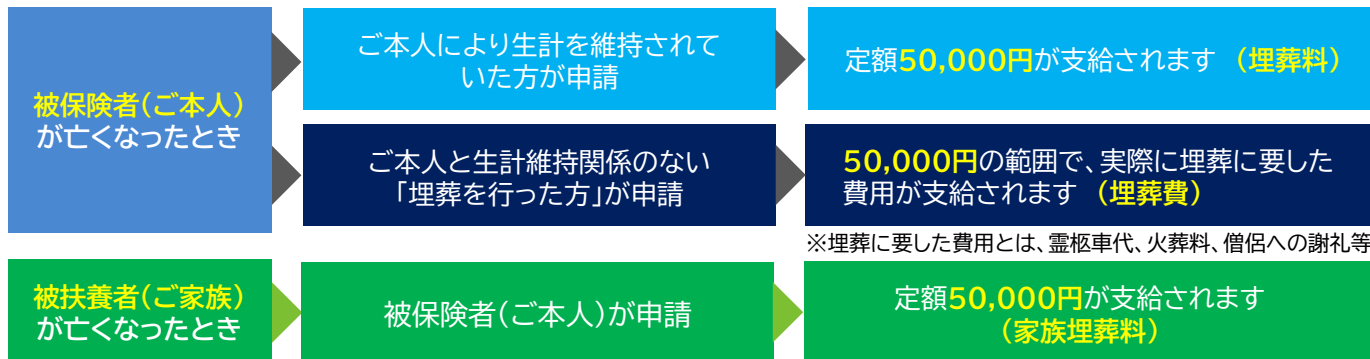 被保険者(ご本人)
が亡くなったとき
ご本人により生計を維持されて
いた方が申請
定額50,000円が支給されます (埋葬料)
ご本人と生計維持関係のない
「埋葬を行った方」が申請
50,000円の範囲で、実際に埋葬に要した
費用が支給されます (埋葬費)
※埋葬に要した費用とは、霊柩車代、火葬料、僧侶への謝礼等
被扶養者(ご家族)
が亡くなったとき
被保険者(ご本人)が申請
定額50,000円が支給されます
(家族埋葬料)